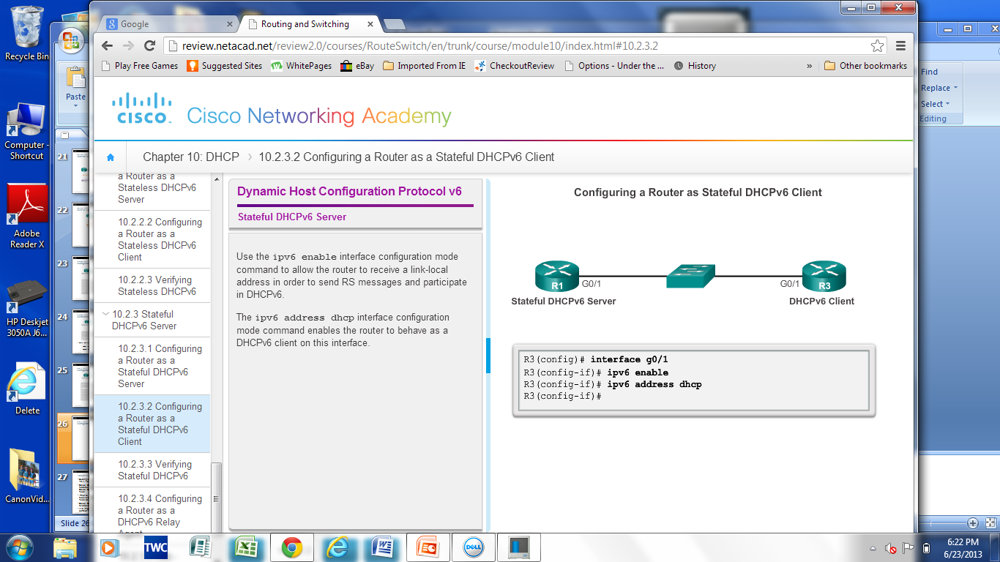 Recycle Bin
Computer - Shortcut
Adobe Reader X
HP Deskjet 3050A J6...
Delete
CanonVid...
Paste
21
22
23
24
25
26
27
Slide 26
Google
Routing and Switching
review.netacad.net/review2.0/courses/RouteSwitch/en/trunk/course/module10/index.html#10.2.3.2
Play Free Games
Suggested Sites
WhitePages
eBay
Imported From IE
CheckoutReview
Options - Under the ...
History
»
Other bookmarks
Find
Replace
Select
Editing
CISCO
Cisco Networking Academy
Chapter 10: DHCP > 10.2.3.2 Configuring a Router as a Stateful DHCPv6 Client
a Router as a
Stateless DHCPv6
Server
10.2.2.2 Configuring
a Router as a
Stateless DHCPv6
Client
10.2.2.3 Verifying
Stateless DHCPv6
10.2.3 Stateful
DHCPv6 Server
10.2.3.1 Configuring
a Router as a
Stateful DHCPv6
Server
10.2.3.2 Configuring
a Router as a
Stateful DHCPv6
Client
10.2.3.3 Verifying
Stateful DHCPv6
10.2.3.4 Configuring
a Router as a
DHCPv6 Relay
Agent
Dynamic Host Configuration Protocol v6
Stateful DHCPv6 Server
Use the ipv6 enable interface configuration mode
command to allow the router to receive a link-local
address in order to send RS messages and participate
in DHCPv6.
The ipv6 address dhcp interface configuration
mode command enables the router to behave as a
DHCPv6 client on this interface.
Configuring a Router as Stateful DHCPv6 Client
R1
G0/1
G0/1
R3
Stateful DHCPv6 Server
DHCPv6 Client
R3(config)# interface g0/1
R3(config-if)# ipv6 enable
R3(config-if)# ipv6 address dhcp
R3(config-if)#
TWC
DELL
6:22 PM
6/23/2013